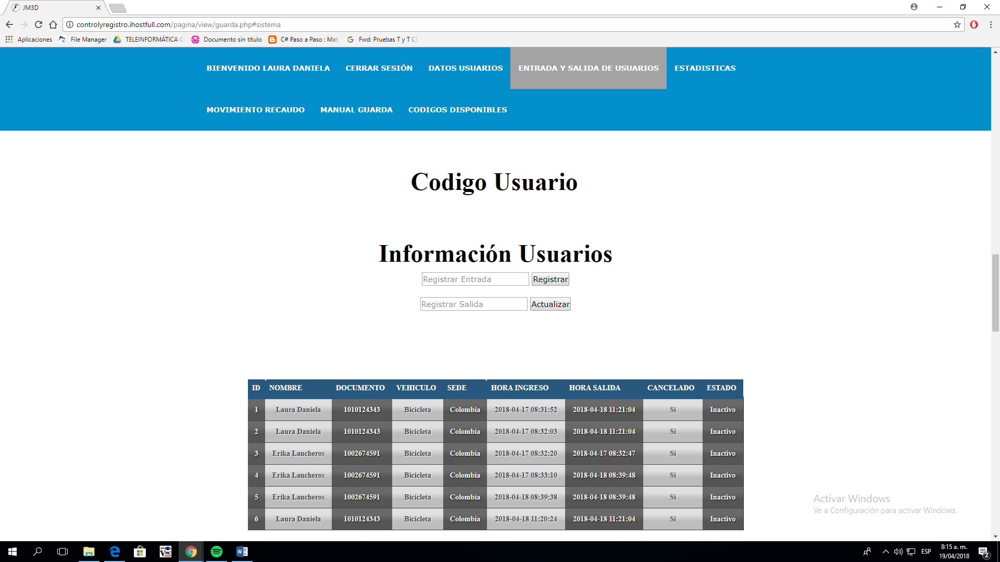 JM3D
controlyregistro.ihostfull.com/pagina/view/guarda.php#sistema
Aplicaciones File Manager TELEINFORMÁTICA Documento sin título C# Paso a Paso : Mat Fwd: Pruebas T y T
BIENVENIDO LAURA DANIELA CERRAR SESIÓN DATOS USUARIOS ENTRADA Y SALIDA DE USUARIOS ESTADISTICAS
MOVIMIENTO RECAUDO MANUAL GUARDA CODIGOS DISPONIBLES
Codigo Usuario
Información Usuarios
Registrar Entrada Registrar
Registrar Salida Actualizar
ID NOMBRE DOCUMENTO VEHICULO SEDE HORA INGRESO HORA SALIDA CANCELADO ESTADO
1 Laura Daniela 1010124343 Bicicleta Colombia 2018-04-17 08:31:52 2018-04-18 11:21:04 Si Inactivo
2 Laura Daniela 1010124343 Bicicleta Colombia 2018-04-17 08:32:03 2018-04-18 11:21:04 Si Inactivo
3 Erika Lancheros 1002674591 Bicicleta Colombia 2018-04-17 08:32:20 2018-04-17 08:32:47 Si Inactivo
4 Erika Lancheros 1002674591 Bicicleta Colombia 2018-04-17 08:33:10 2018-04-18 08:39:48 Si Inactivo
5 Erika Lancheros 1002674591 Bicicleta Colombia 2018-04-18 08:39:38 2018-04-18 08:39:48 Si Inactivo
6 Laura Daniela 1010124343 Bicicleta Colombia 2018-04-18 11:20:24 2018-04-18 11:21:04 Si Inactivo
Activar Windows
Ve a Configuración para activar Windows.
ESP
8:15 a. m.
19/04/2018
2